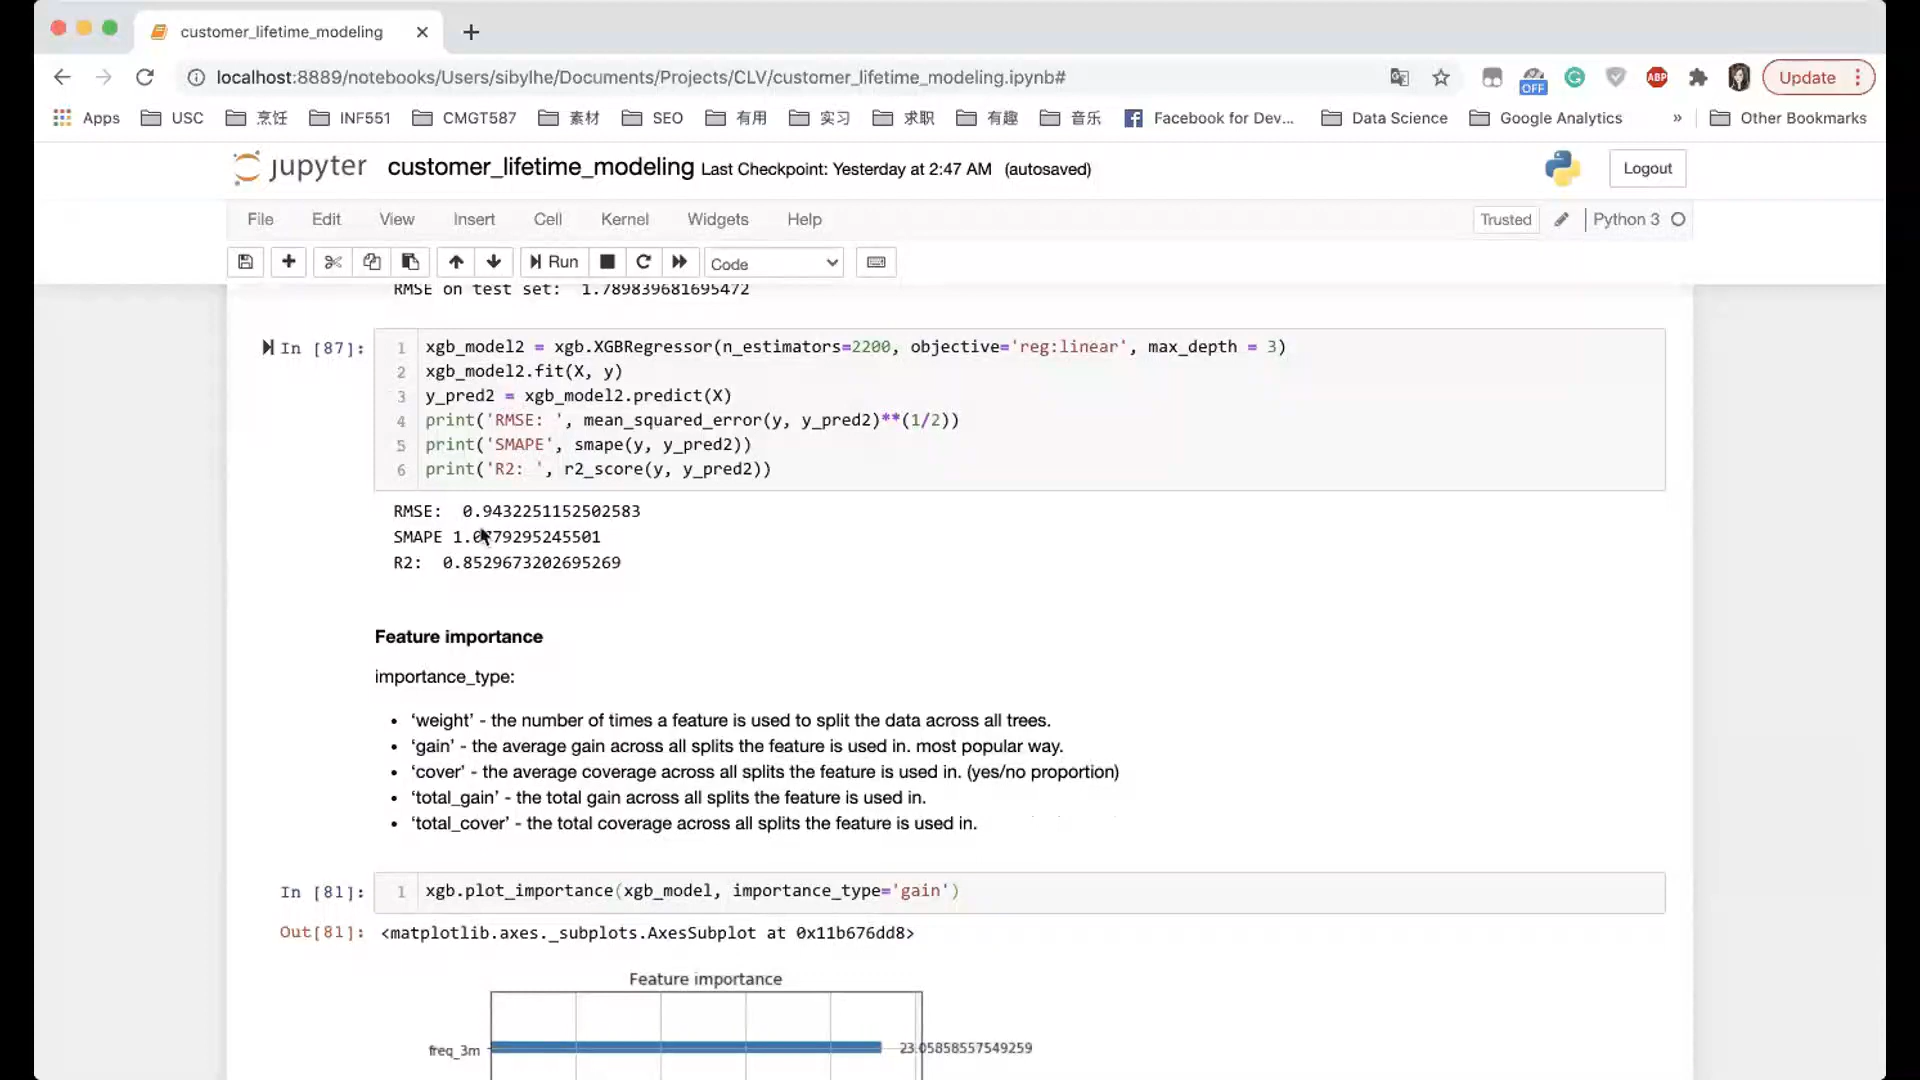 customer_lifetime_modeling
localhost:8889/notebooks/Users/sibylhe/Documents/Projects/CLV/customer_lifetime_modeling.ipynb#
OFF ABP Update
Apps USC 烹饪 INF551 CMGT587 素材 SEO 有用 实习 求职 有趣 音乐 Facebook for Dev... Data Science Google Analytics » Other Bookmarks
jupyter customer_lifetime_modeling Last Checkpoint: Yesterday at 2:47 AM (autosaved) Logout
File Edit View Insert Cell Kernel Widgets Help Trusted Python 3
Run Code
RMSE on test set: 1.789839681695472
In [87]: 1 xgb_model2 = xgb.XGBRegressor(n_estimators=2200, objective='reg:linear', max_depth = 3)
2 xgb_model2.fit(X, y)
3 y_pred2 = xgb_model2.predict(X)
4 print('RMSE: ', mean_squared_error(y, y_pred2)**(1/2))
5 print('SMAPE', smape(y, y_pred2))
6 print('R2: ', r2_score(y, y_pred2))
RMSE: 0.9432251152502583
SMAPE
R2: 0.8529673202695269
Feature importance
importance_type:
• ‘weight’ - the number of times a feature is used to split the data across all trees.
• ‘gain’ - the average gain across all splits the feature is used in. most popular way.
• ‘cover’ - the average coverage across all splits the feature is used in. (yes/no proportion)
• ‘total_gain’ - the total gain across all splits the feature is used in.
• ‘total_cover’ - the total coverage across all splits the feature is used in.
In [81]: 1 xgb.plot_importance(xgb_model, importance_type='gain')
Out[81]: <matplotlib.axes._subplots.AxesSubplot at 0x11b676dd8>
Feature importance
freq_3m 23.05858557549259